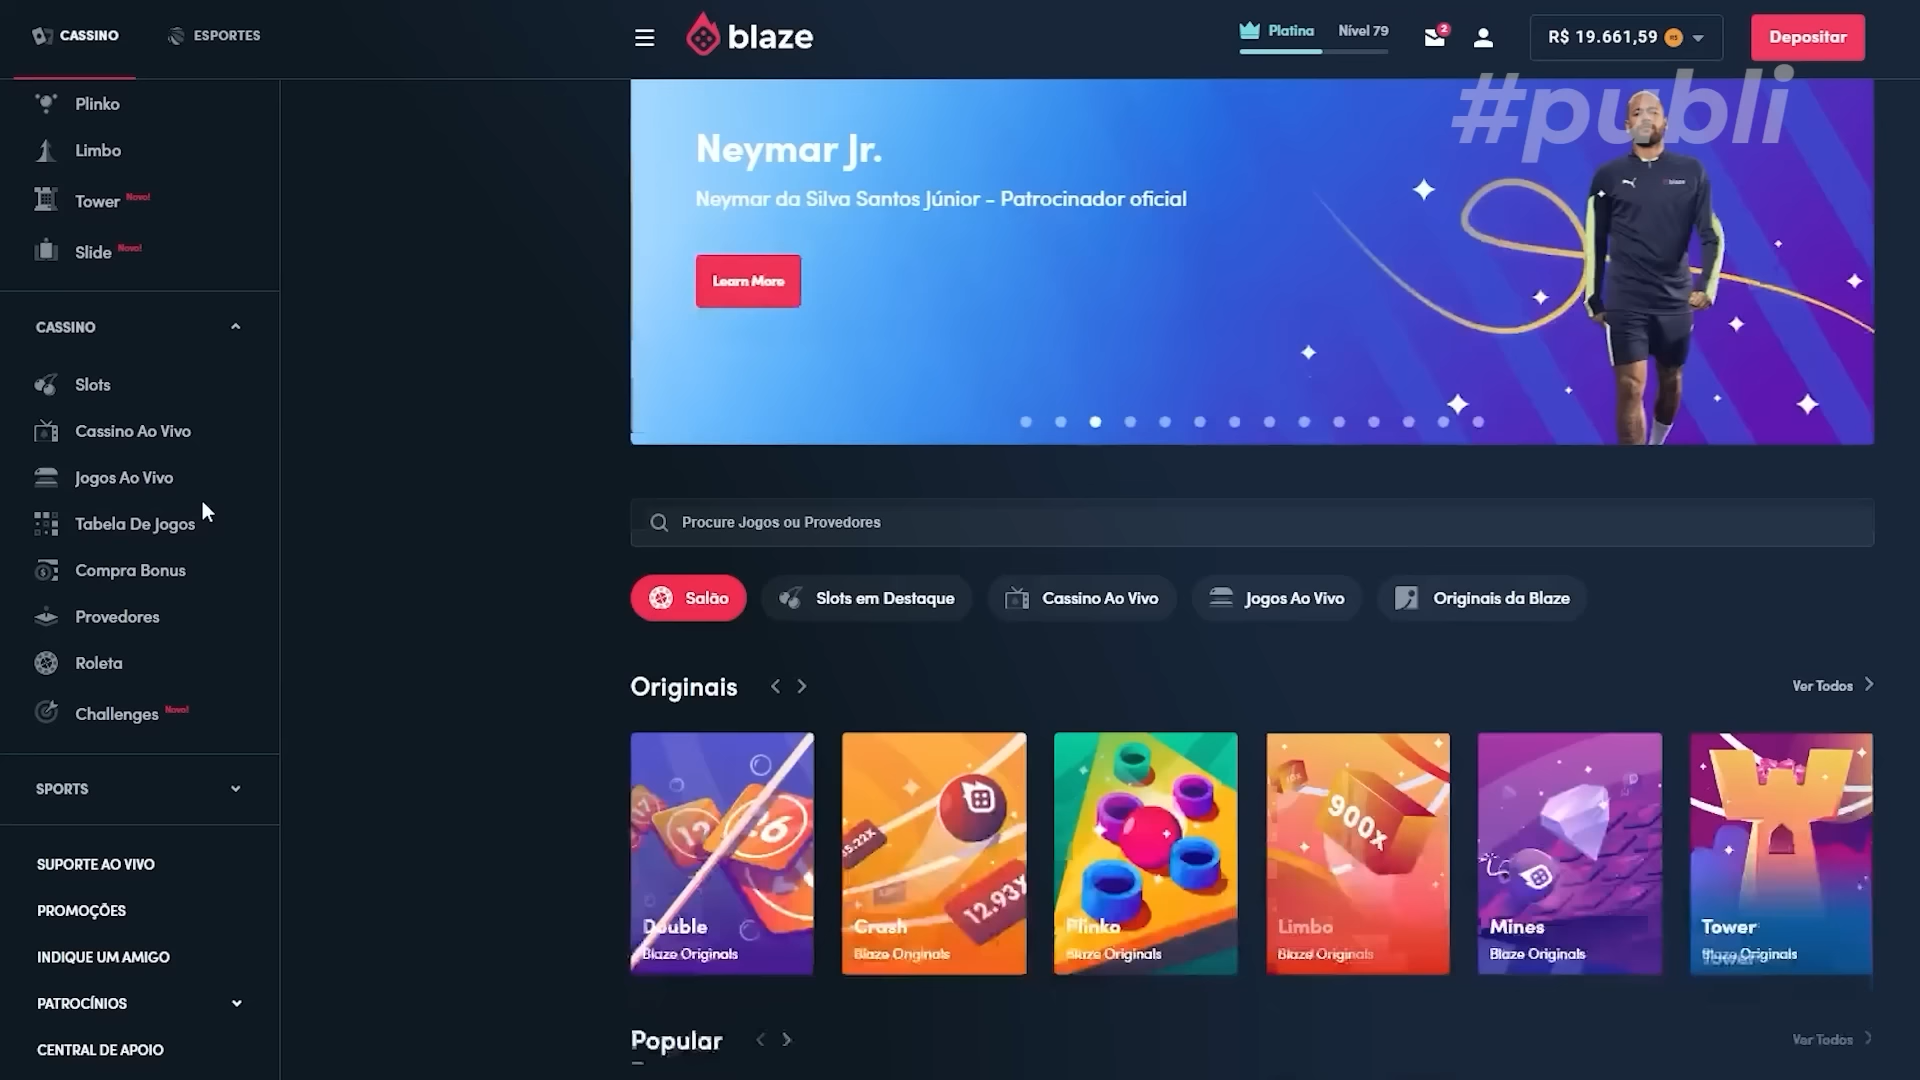 CASSINO
ESPORTES
blaze
Platina
Nível 79
2
R$ 19.661,59
R$
Depositar
#publi
Plinko
Limbo
Tower Novo!
Slide Novo!
CASSINO
Slots
Cassino Ao Vivo
Jogos Ao Vivo
Tabela De Jogos
Compra Bonus
Provedores
Roleta
Challenges Novo!
SPORTS
SUPORTE AO VIVO
PROMOÇÕES
INDIQUE UM AMIGO
PATROCÍNIOS
CENTRAL DE APOIO
Neymar Jr.
Neymar da Silva Santos Júnior - Patrocinador oficial
Learn More
blaze
Procure Jogos ou Provedores
Salão
Slots em Destaque
Cassino Ao Vivo
Jogos Ao Vivo
Originais da Blaze
Originais
Ver Todos
12
26
Double
Blaze Originals
12.93X
Crash
Blaze Originals
Plinko
Blaze Originals
900x
Limbo
Blaze Originals
Mines
Blaze Originals
Tower
Blaze Originals
Popular
Ver Todos